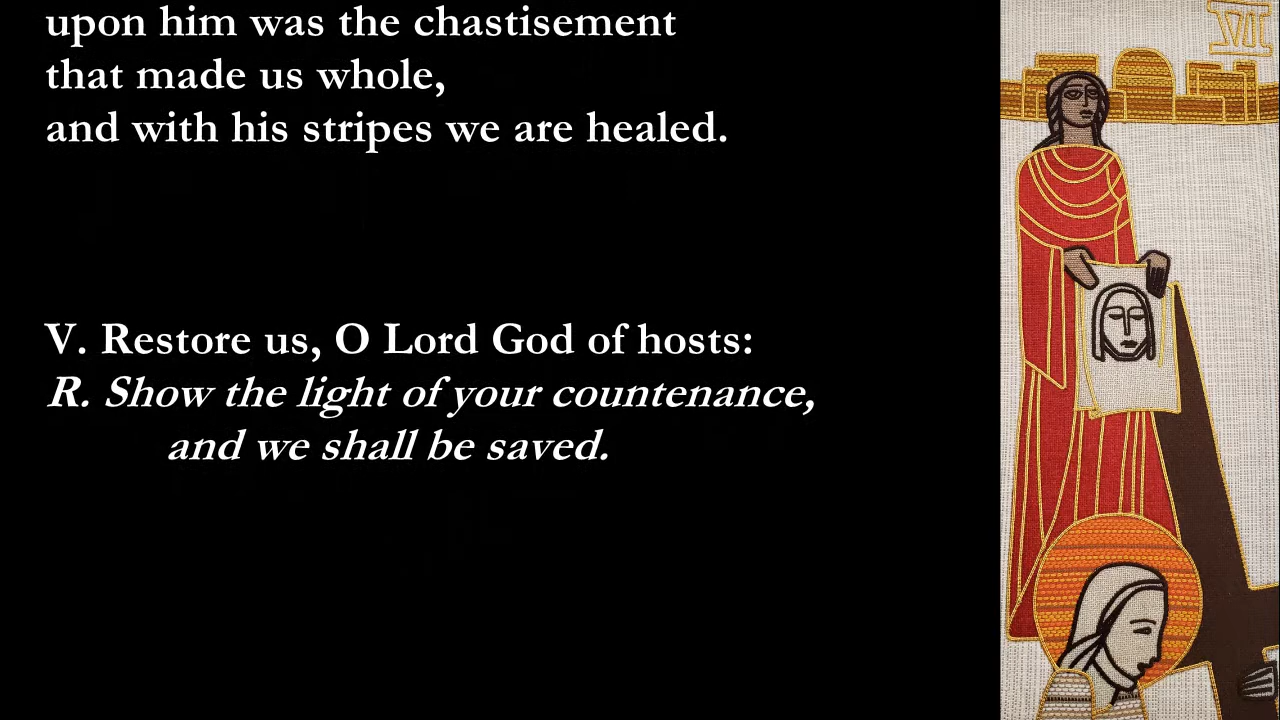 upon him was the chastisement
that made us whole,
and with his stripes we are healed.
V. Restore us, O Lord God of hosts:
R. Show the light of your countenance,
and we shall be saved.
VII